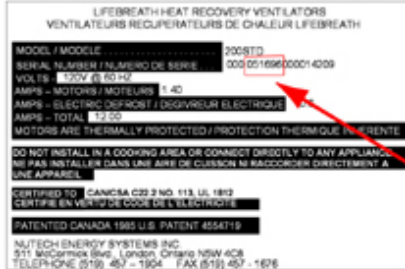 LIFEBREATH HEAT RECOVERY VENTILATORS
VENTILATEURS RECUPERATEURS DE CHALEUR LIFEBREATH
MODEL / MODELE . . . . . . . . . . . . . . . . . 200STD
SERIAL NUMBER / NUMERO DE SERIE . . . 000 051696000014209
VOLTS - 120V @ 60 HZ
AMPS – MOTORS / MOTEURS 1.40
AMPS – ELECTRIC DEFROST / DEGIVREUR ELECTRIQUE
AMPS – TOTAL 12.00
MOTORS ARE THERMALLY PROTECTED / PROTECTION THERMIQUE INHERENTE
DO NOT INSTALL IN A COOKING AREA OR CONNECT DIRECTLY TO ANY APPLIANCE
NE PAS INSTALLER DANS UNE AIRE DE CUISSON NI RACCORDER DIRECTEMENT A
UNE APPAREIL
CERTIFIED TO CAN/CSA C22.2 NO. 113, UL 1812
CERTIFIE EN VERTU DE CODE DE L'ELECTRICITE
PATENTED CANADA 1985 U.S. PATENT 4554719
NUTECH ENERGY SYSTEMS INC.
511 McCormick Blvd., London, Ontario N5W 4C8
TELEPHONE (519) 457 – 1904 FAX (519) 457 - 1676